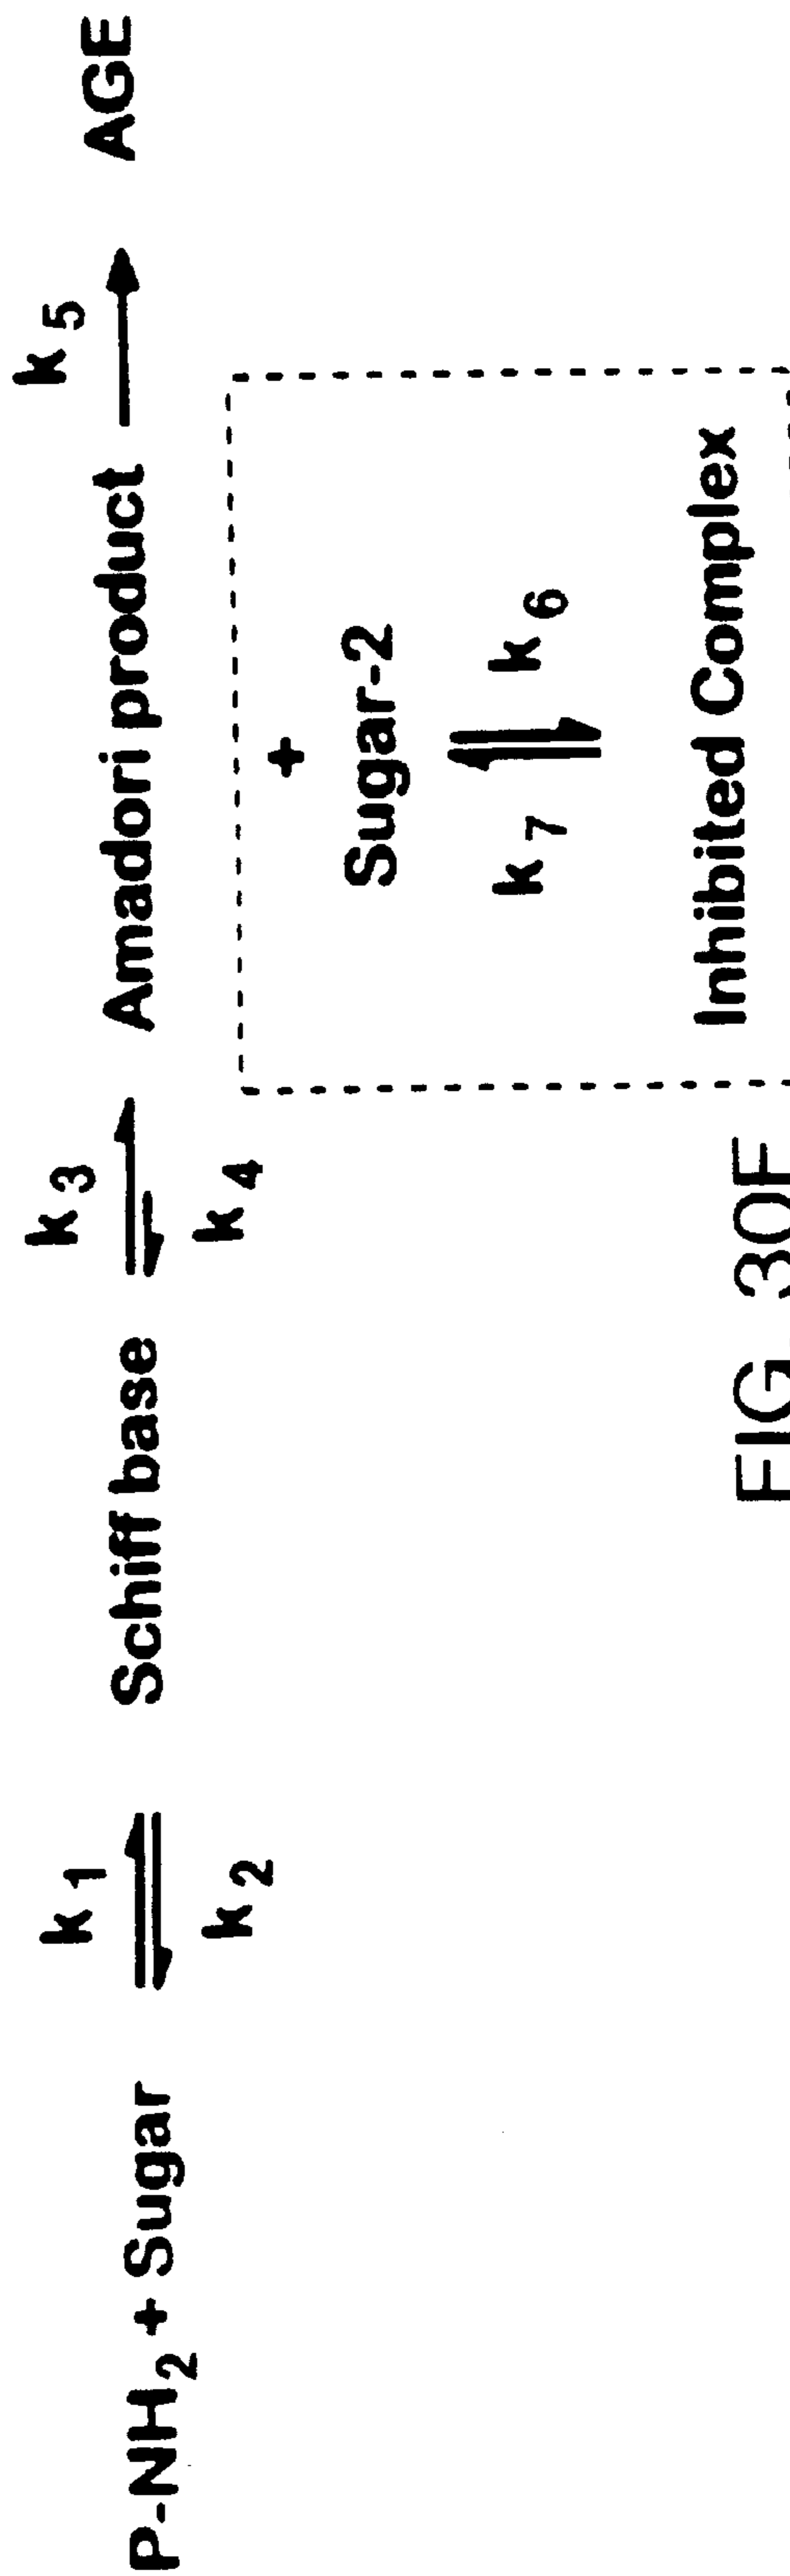 k1 k3 k5
P-NH2 + Sugar ⇌ Schiff base ⇌ Amadori product → AGE
k2 k4
+
Sugar-2
k7 ⇌ k6
Inhibited Complex
FIG